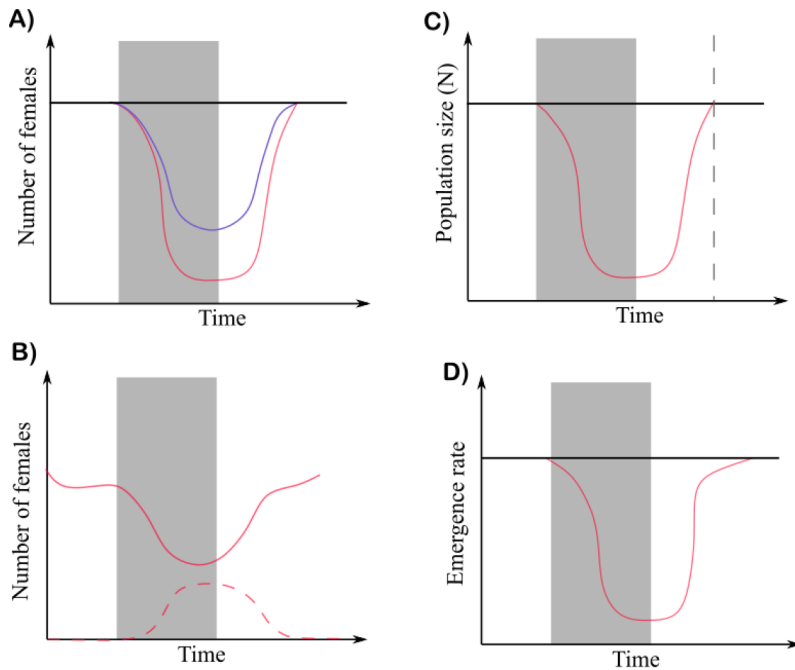 A)
Number of females
Time
B)
Number of females
Time
C)
Population size (N)
Time
D)
Emergence rate
Time